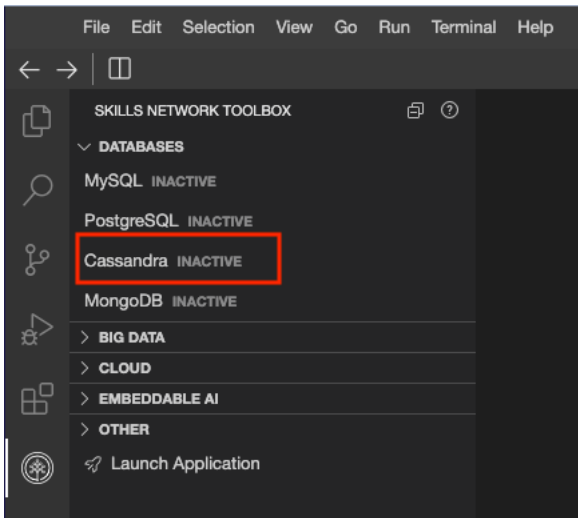 File Edit Selection View Go Run Terminal Help
SKILLS NETWORK TOOLBOX
DATABASES
MySQL INACTIVE
PostgreSQL INACTIVE
Cassandra INACTIVE
MongoDB INACTIVE
BIG DATA
CLOUD
EMBEDDABLE AI
OTHER
Launch Application